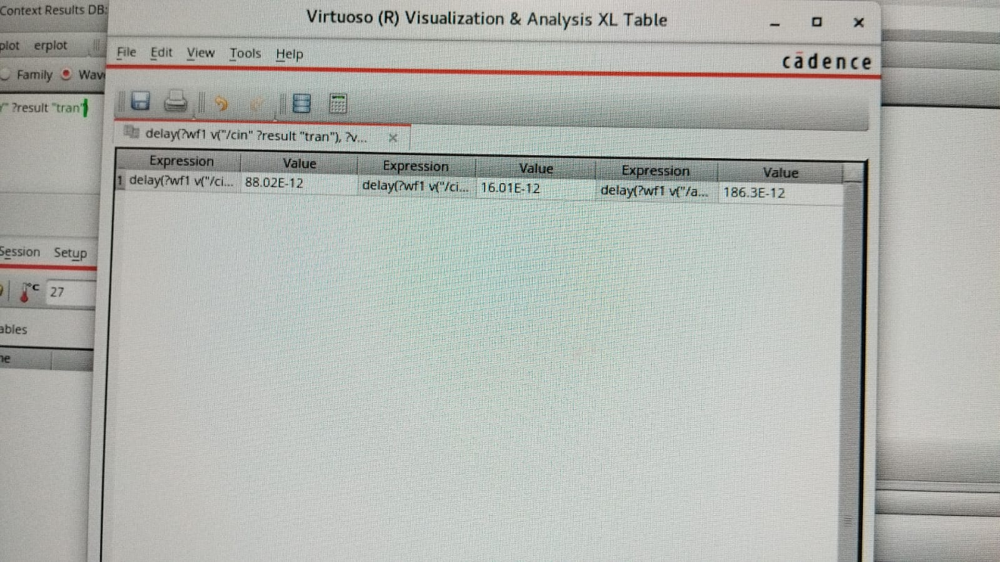 Context Results DB:
Virtuoso (R) Visualization & Analysis XL Table
plot erplot
File Edit View Tools Help
cādence
Family Wav
?result "tran"
delay(?wf1 v("/cin" ?result "tran"), ?v...
Expression Value Expression Value Expression Value
1 delay(?wf1 v("/ci... 88.02E-12 delay(?wf1 v("/ci... 16.01E-12 delay(?wf1 v("/a... 186.3E-12
Session Setup
°C 27
ables